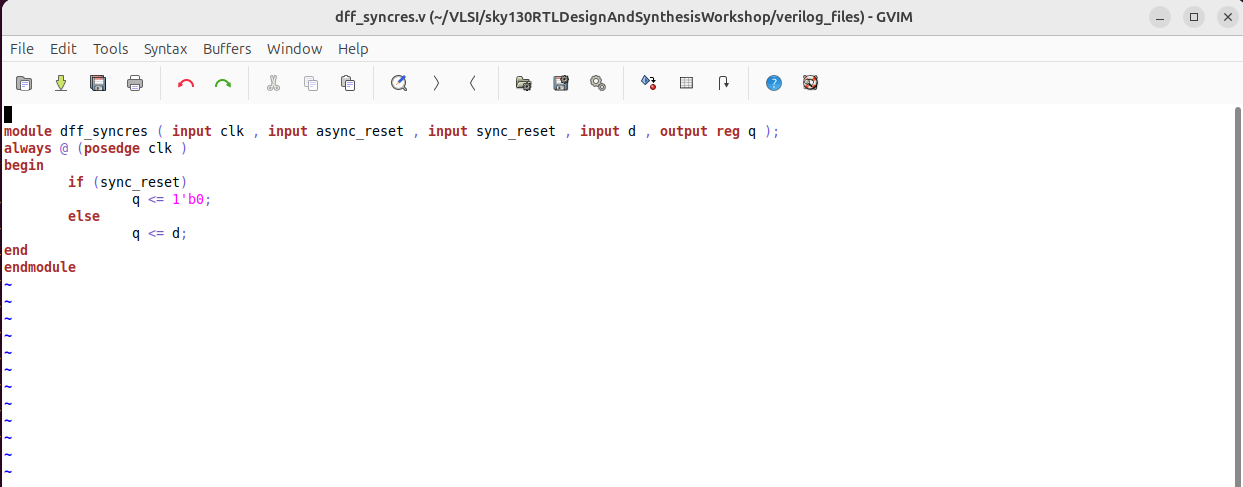 dff_syncres.v (~/VLSI/sky130RTLDesignAndSynthesisWorkshop/verilog_files) - GVIM
File Edit Tools Syntax Buffers Window Help
module dff_syncres ( input clk , input async_reset , input sync_reset , input d , output reg q );
always @ (posedge clk )
begin
        if (sync_reset)
                q <= 1'b0;
        else
                q <= d;
end
endmodule
~
~
~
~
~
~
~
~
~
~
~
~